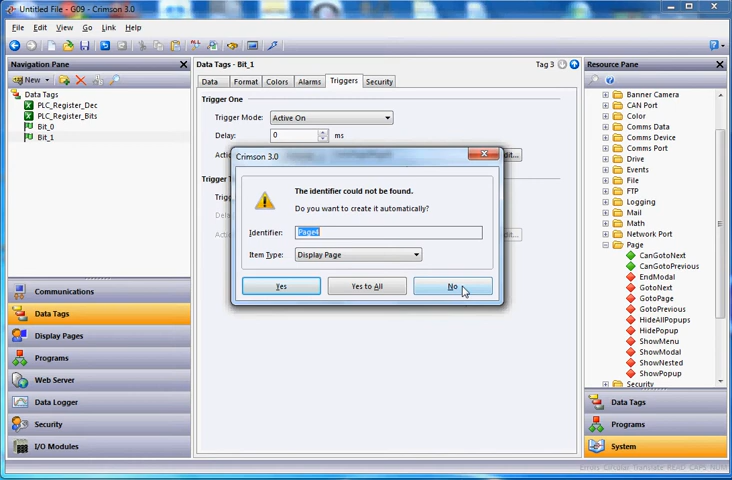 Untitled File - G09 - Crimson 3.0
File Edit View Go Link Help
Navigation Pane
New
Data Tags
PLC_Register_Dec
PLC_Register_Bits
Bit_0
Bit_1
Communications
Data Tags
Display Pages
Programs
Web Server
Data Logger
Security
I/O Modules
Data Tags - Bit_1
Tag 3
Data Format Colors Alarms Triggers Security
Trigger One
Trigger Mode: Active On
Delay: 0 ms
Crimson 3.0
The identifier could not be found.
Do you want to create it automatically?
Identifier: Page4
Item Type: Display Page
Yes Yes to All No
Resource Pane
Banner Camera
CAN Port
Color
Comms Data
Comms Device
Comms Port
Drive
Events
File
FTP
Logging
Mail
Math
Network Port
Page
CanGotoNext
CanGotoPrevious
EndModal
GotoNext
GotoPage
GotoPrevious
HideAllPopups
HidePopup
ShowMenu
ShowModal
ShowNested
ShowPopup
Security
Data Tags
Programs
System
Errors Circular Translate READ CAPS NUM